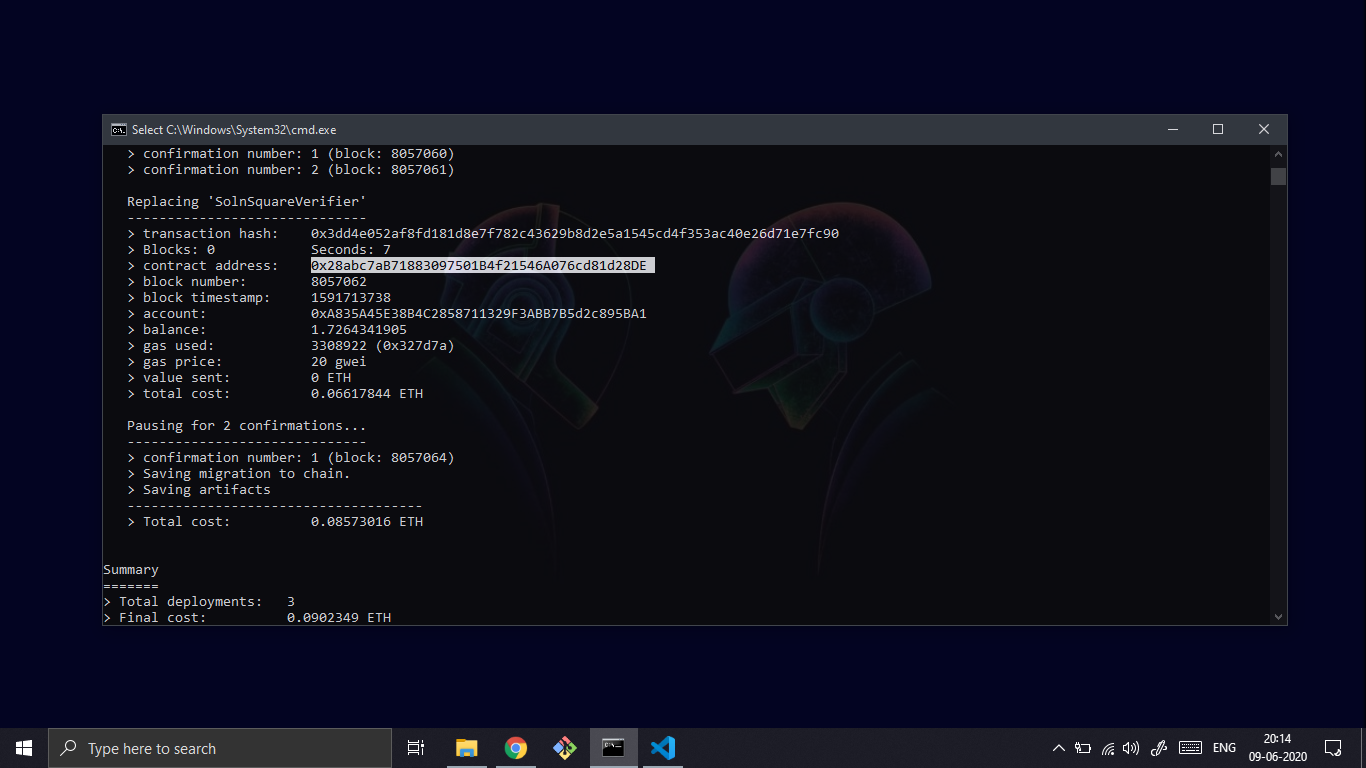 Select C:\Windows\System32\cmd.exe
> confirmation number: 1 (block: 8057060)
> confirmation number: 2 (block: 8057061)
Replacing 'SolnSquareVerifier'
------------------------------
> transaction hash: 0x3dd4e052af8fd181d8e7f782c43629b8d2e5a1545cd4f353ac40e26d71e7fc90
> Blocks: 0 Seconds: 7
> contract address: 0x28abc7aB71883097501B4f21546A076cd81d28DE
> block number: 8057062
> block timestamp: 1591713738
> account: 0xA835A45E38B4C2858711329F3ABB7B5d2c895BA1
> balance: 1.7264341905
> gas used: 3308922 (0x327d7a)
> gas price: 20 gwei
> value sent: 0 ETH
> total cost: 0.06617844 ETH
Pausing for 2 confirmations...
------------------------------
> confirmation number: 1 (block: 8057064)
> Saving migration to chain.
> Saving artifacts
-------------------------------------
> Total cost: 0.08573016 ETH
Summary
=======
> Total deployments: 3
> Final cost: 0.0902349 ETH
Type here to search
ENG
20:14
09-06-2020